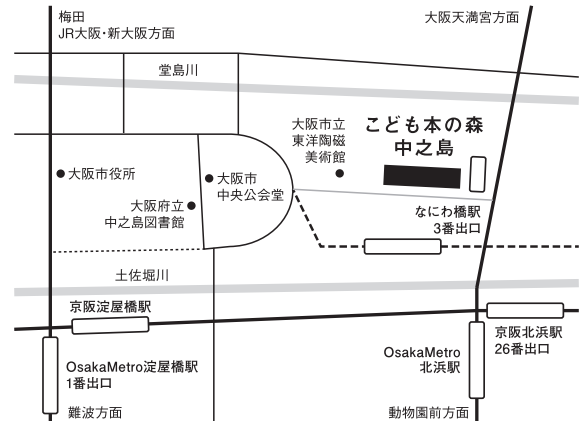 梅田
JR大阪・新大阪方面
大阪天満宮方面
堂島川
大阪市立
東洋陶磁
美術館
こども本の森
中之島
大阪市役所
大阪市
中央公会堂
大阪府立
中之島図書館
なにわ橋駅
3番出口
土佐堀川
京阪淀屋橋駅
京阪北浜駅
26番出口
OsakaMetro淀屋橋駅
1番出口
OsakaMetro
北浜駅
難波方面
動物園前方面